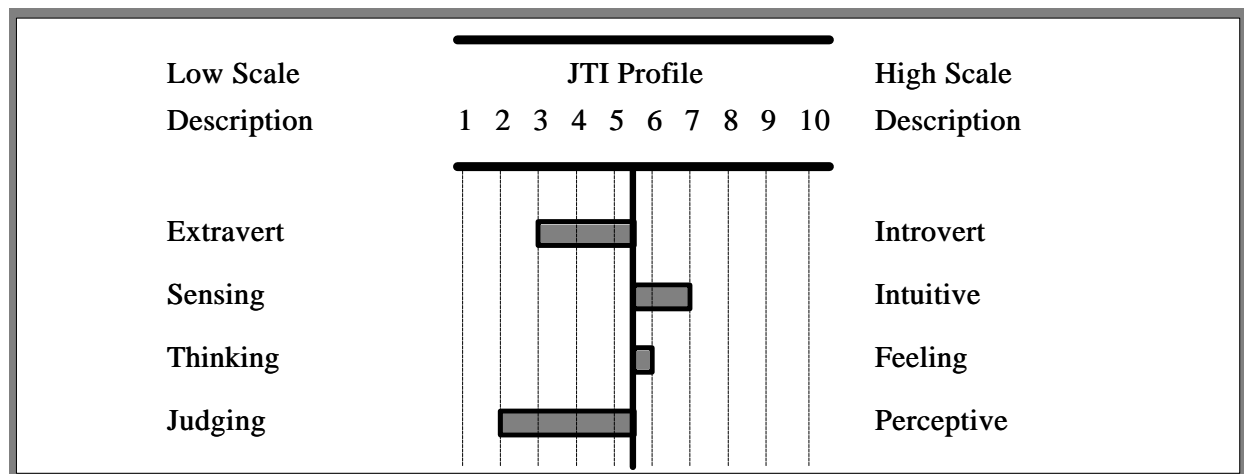 Low Scale JTI Profile High Scale
Description 1 2 3 4 5 6 7 8 9 10 Description
Extravert Introvert
Sensing Intuitive
Thinking Feeling
Judging Perceptive